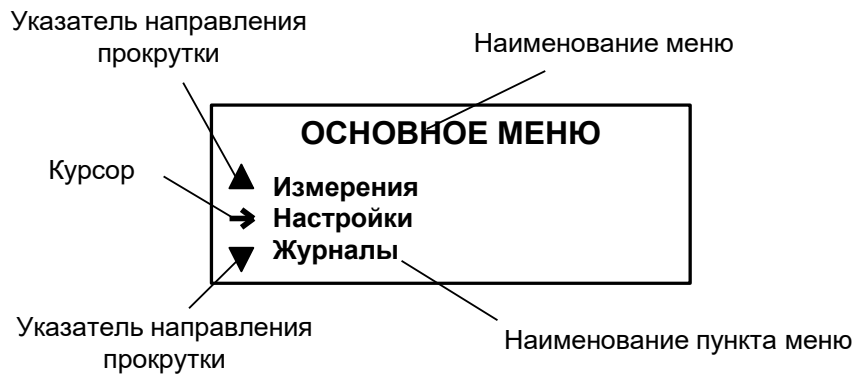 Указатель направления
прокрутки
Наименование меню
ОСНОВНОЕ МЕНЮ
Курсор
Измерения
Настройки
Журналы
Указатель направления
прокрутки
Наименование пункта меню